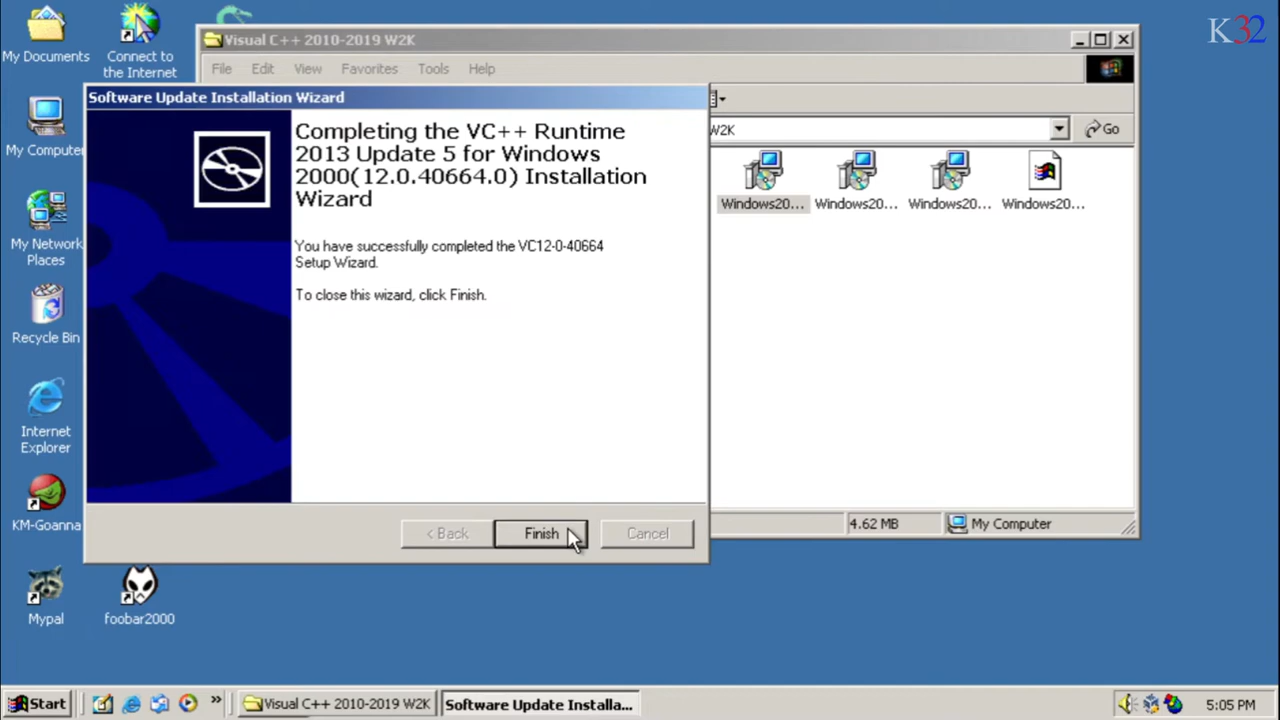 My Documents
Connect to
the Internet
My Computer
My Network
Places
Recycle Bin
Internet
Explorer
KM-Goanna
Mypal
foobar2000
K32
Visual C++ 2010-2019 W2K
File Edit View Favorites Tools Help
W2K
Go
Windows20...
Windows20...
Windows20...
Windows20...
4.62 MB
My Computer
Software Update Installation Wizard
Completing the VC++ Runtime
2013 Update 5 for Windows
2000(12.0.40664.0) Installation
Wizard
You have successfully completed the VC12-0-40664
Setup Wizard.
To close this wizard, click Finish.
< Back
Finish
Cancel
Start
»
Visual C++ 2010-2019 W2K
Software Update Installa...
5:05 PM